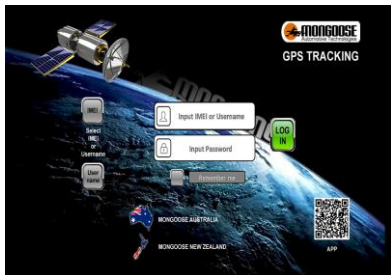 MONGOOSE
Automotive Technologies
GPS TRACKING
MONGOOSE
IMEI
Select
IMEI
or
Username
User
name
Input IMEI or Username
Input Password
LOG
IN
Remember me
MONGOOSE AUSTRALIA
MONGOOSE NEW ZEALAND
APP